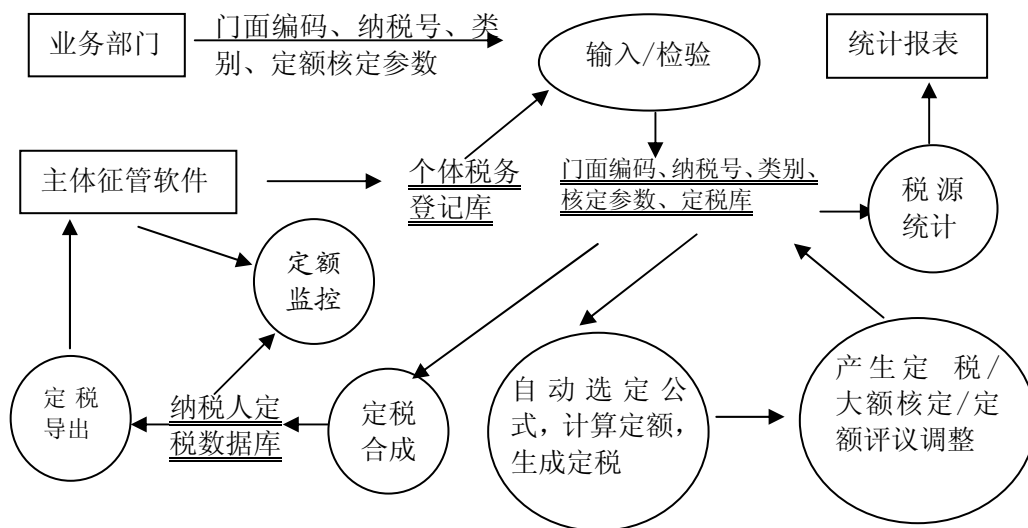 业务部门
门面编码、纳税号、类
别、定额核定参数
输入/检验
统计报表
主体征管软件
个体税务
登记库
门面编码、纳税号、类别、
核定参数、定税库
税源
统计
定额
监控
定税
导出
纳税人定
税数据库
定税
合成
自动选定公
式，计算定额，
生成定税
产生定 税/
大额核定/定
额评议调整